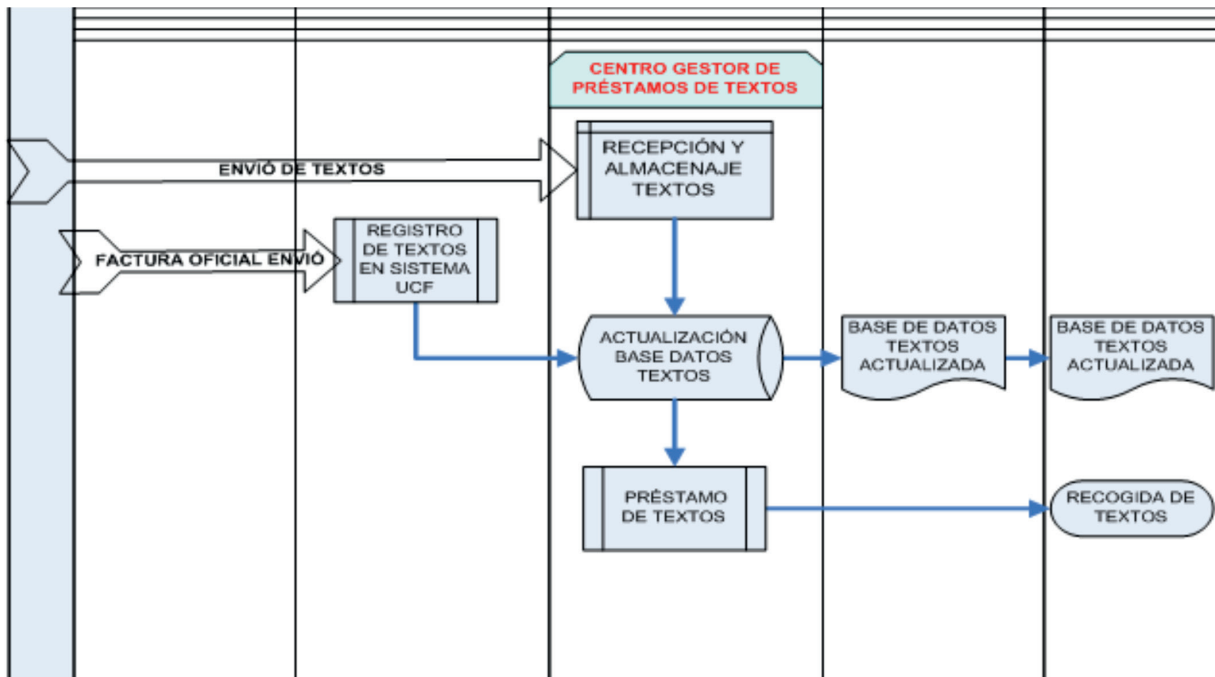 CENTRO GESTOR DE
PRÉSTAMOS DE TEXTOS
RECEPCIÓN Y
ALMACENAJE
TEXTOS
ENVIÓ DE TEXTOS
REGISTRO
DE TEXTOS
EN SISTEMA
UCF
FACTURA OFICIAL ENVIÓ
ACTUALIZACIÓN
BASE DATOS
TEXTOS
BASE DE DATOS
TEXTOS
ACTUALIZADA
BASE DE DATOS
TEXTOS
ACTUALIZADA
PRÉSTAMO
DE TEXTOS
RECOGIDA DE
TEXTOS